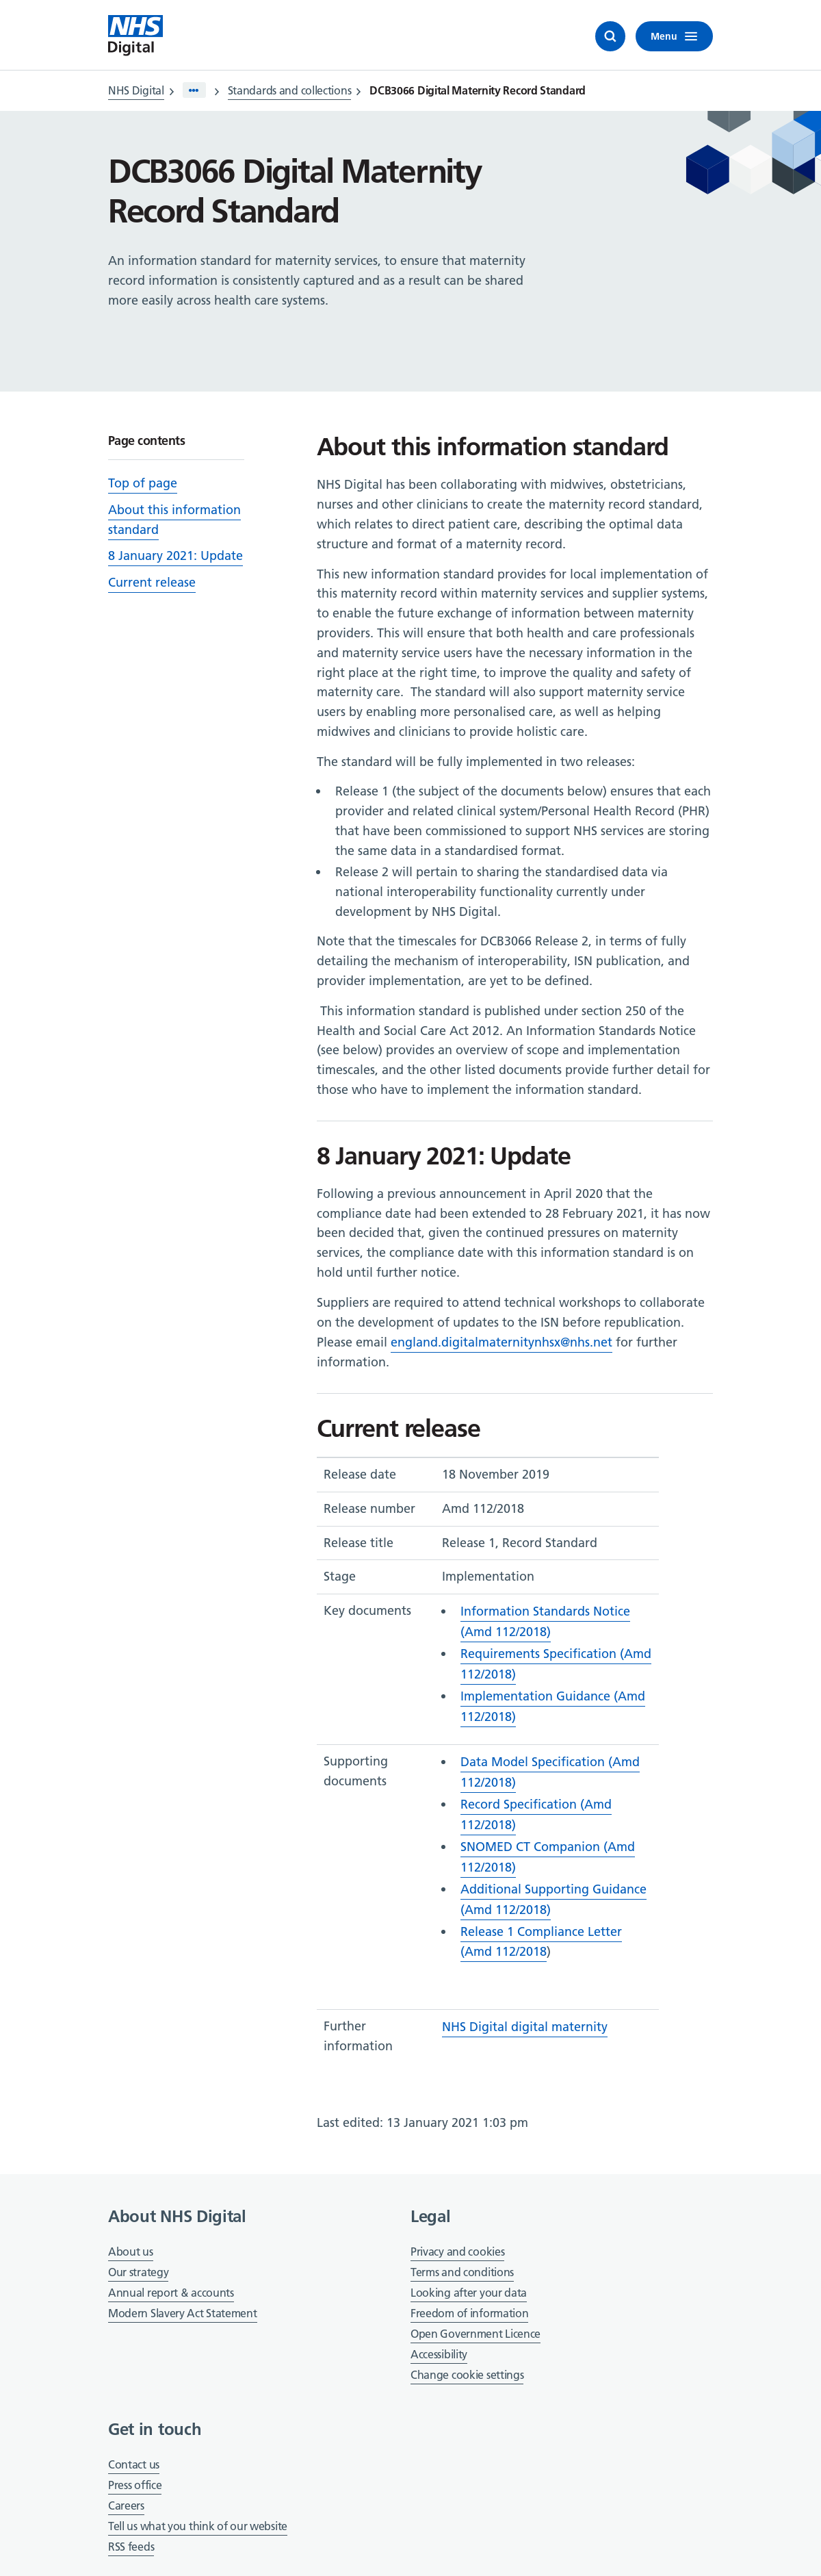 NHS
Digital
Menu
NHS Digital
Standards and collections
DCB3066 Digital Maternity Record Standard
DCB3066 Digital Maternity
Record Standard
An information standard for maternity services, to ensure that maternity
record information is consistently captured and as a result can be shared
more easily across health care systems.
Page contents
Top of page
About this information
standard
8 January 2021: Update
Current release
About this information standard
NHS Digital has been collaborating with midwives, obstetricians,
nurses and other clinicians to create the maternity record standard,
which relates to direct patient care, describing the optimal data
structure and format of a maternity record.
This new information standard provides for local implementation of
this maternity record within maternity services and supplier systems,
to enable the future exchange of information between maternity
providers. This will ensure that both health and care professionals
and maternity service users have the necessary information in the
right place at the right time, to improve the quality and safety of
maternity care.  The standard will also support maternity service
users by enabling more personalised care, as well as helping
midwives and clinicians to provide holistic care.
The standard will be fully implemented in two releases:
• Release 1 (the subject of the documents below) ensures that each
provider and related clinical system/Personal Health Record (PHR)
that have been commissioned to support NHS services are storing
the same data in a standardised format.
• Release 2 will pertain to sharing the standardised data via
national interoperability functionality currently under
development by NHS Digital.
Note that the timescales for DCB3066 Release 2, in terms of fully
detailing the mechanism of interoperability, ISN publication, and
provider implementation, are yet to be defined.
This information standard is published under section 250 of the
Health and Social Care Act 2012. An Information Standards Notice
(see below) provides an overview of scope and implementation
timescales, and the other listed documents provide further detail for
those who have to implement the information standard.
8 January 2021: Update
Following a previous announcement in April 2020 that the
compliance date had been extended to 28 February 2021, it has now
been decided that, given the continued pressures on maternity
services, the compliance date with this information standard is on
hold until further notice.
Suppliers are required to attend technical workshops to collaborate
on the development of updates to the ISN before republication.
Please email england.digitalmaternitynhsx@nhs.net for further
information.
Current release
Release date 18 November 2019
Release number Amd 112/2018
Release title Release 1, Record Standard
Stage Implementation
Key documents
• Information Standards Notice
(Amd 112/2018)
• Requirements Specification (Amd
112/2018)
• Implementation Guidance (Amd
112/2018)
Supporting
documents
• Data Model Specification (Amd
112/2018)
• Record Specification (Amd
112/2018)
• SNOMED CT Companion (Amd
112/2018)
• Additional Supporting Guidance
(Amd 112/2018)
• Release 1 Compliance Letter
(Amd 112/2018)
Further
information
NHS Digital digital maternity
Last edited: 13 January 2021 1:03 pm
About NHS Digital
About us
Our strategy
Annual report & accounts
Modern Slavery Act Statement
Legal
Privacy and cookies
Terms and conditions
Looking after your data
Freedom of information
Open Government Licence
Accessibility
Change cookie settings
Get in touch
Contact us
Press office
Careers
Tell us what you think of our website
RSS feeds